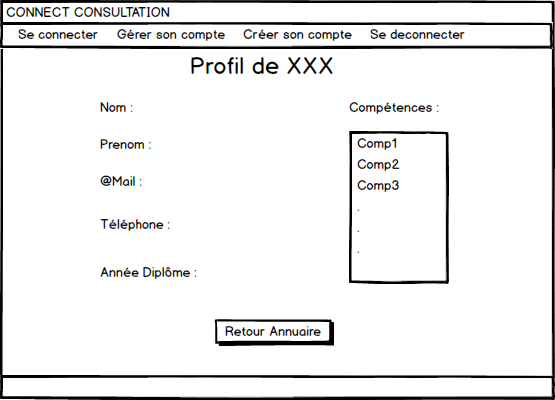 CONNECT CONSULTATION
Se connecter Gérer son compte Créer son compte Se deconnecter
Profil de XXX
Nom :
Prenom :
@Mail :
Téléphone :
Année Diplôme :
Compétences :
Comp1
Comp2
Comp3
.
.
.
Retour Annuaire